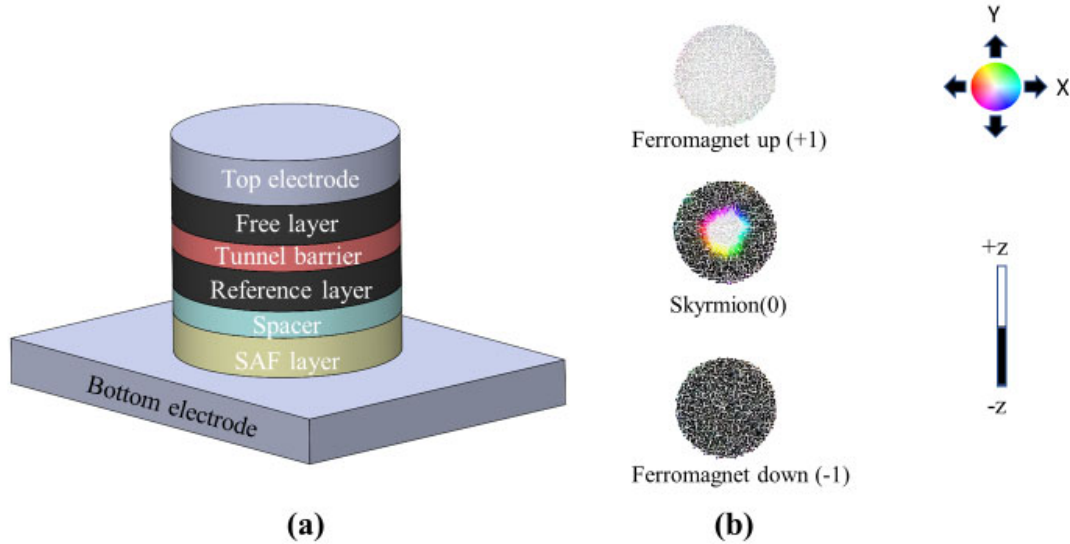 Top electrode
Free layer
Tunnel barrier
Reference layer
Spacer
SAF layer
Bottom electrode
(a)
Ferromagnet up (+1)
Skyrmion(0)
Ferromagnet down (-1)
(b)
Y
X
+z
-z